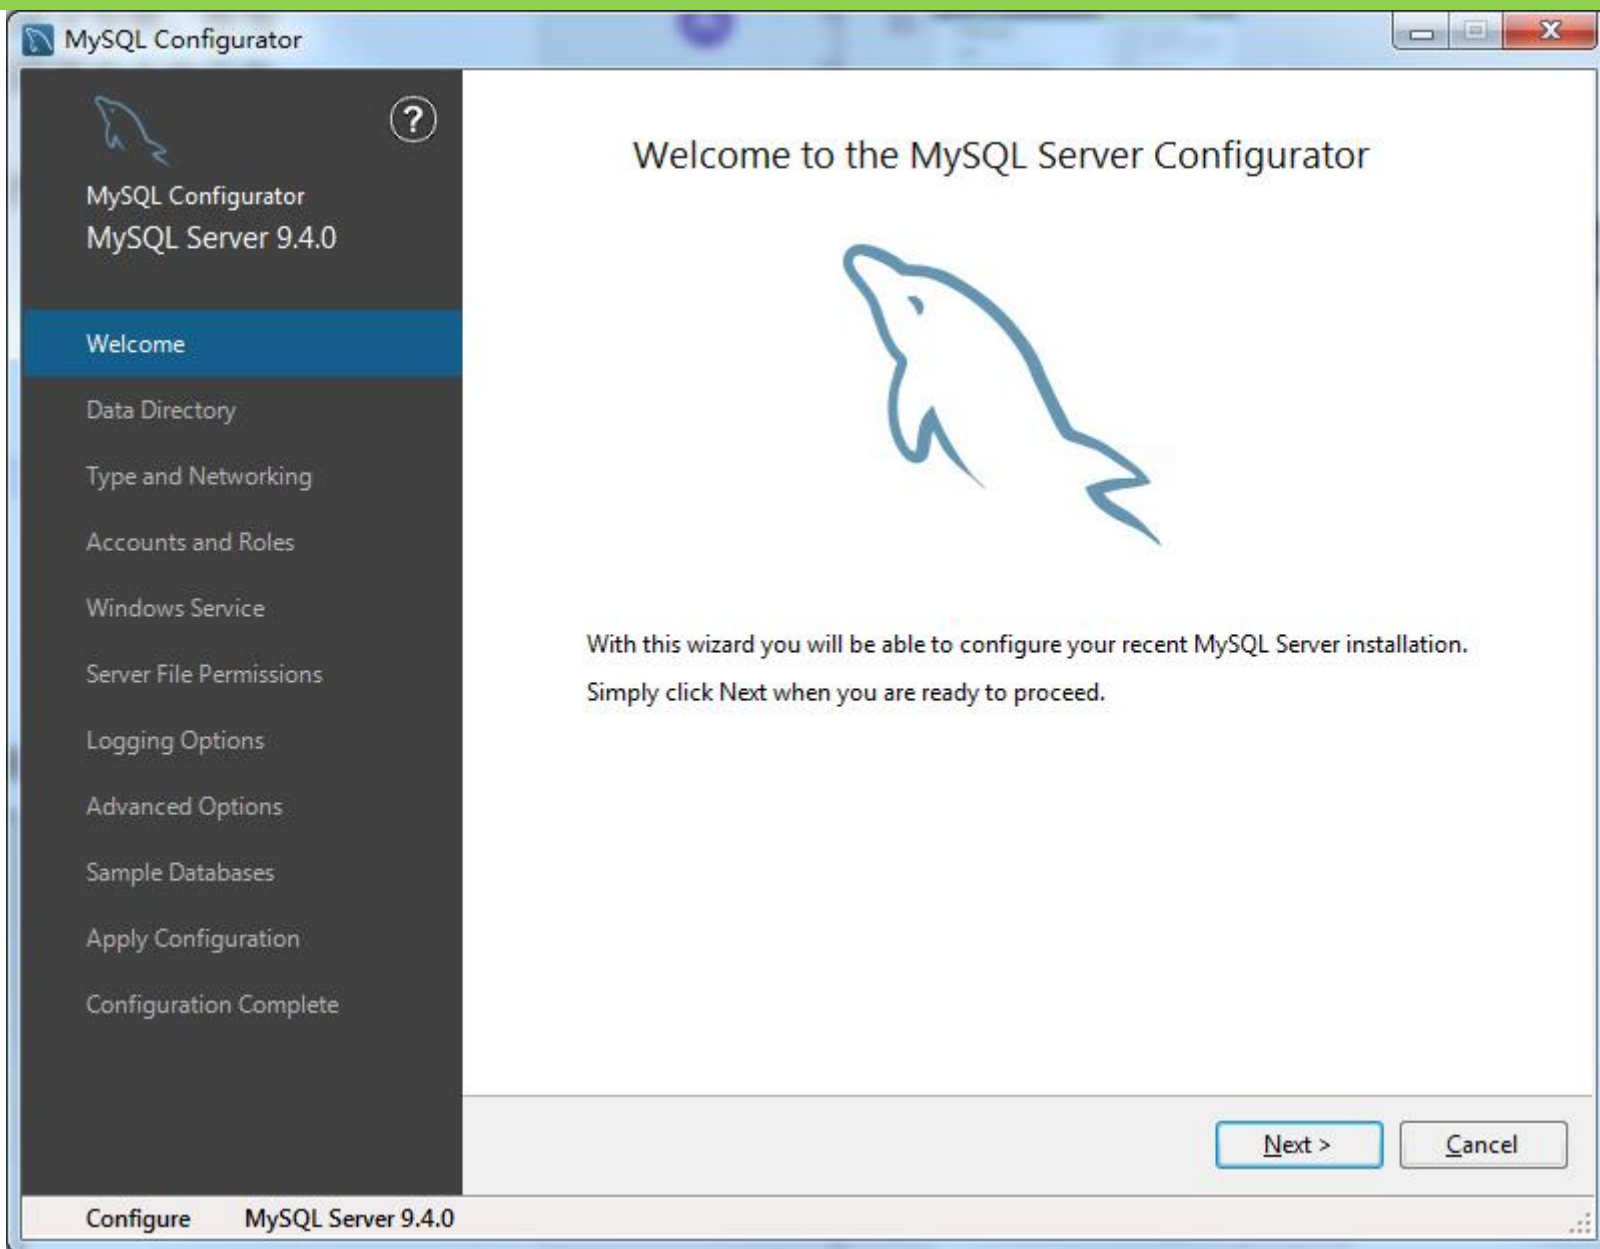 MySQL Configurator
?
MySQL Configurator
MySQL Server 9.4.0
Welcome
Data Directory
Type and Networking
Accounts and Roles
Windows Service
Server File Permissions
Logging Options
Advanced Options
Sample Databases
Apply Configuration
Configuration Complete
Welcome to the MySQL Server Configurator
With this wizard you will be able to configure your recent MySQL Server installation.
Simply click Next when you are ready to proceed.
Next >
Cancel
Configure MySQL Server 9.4.0